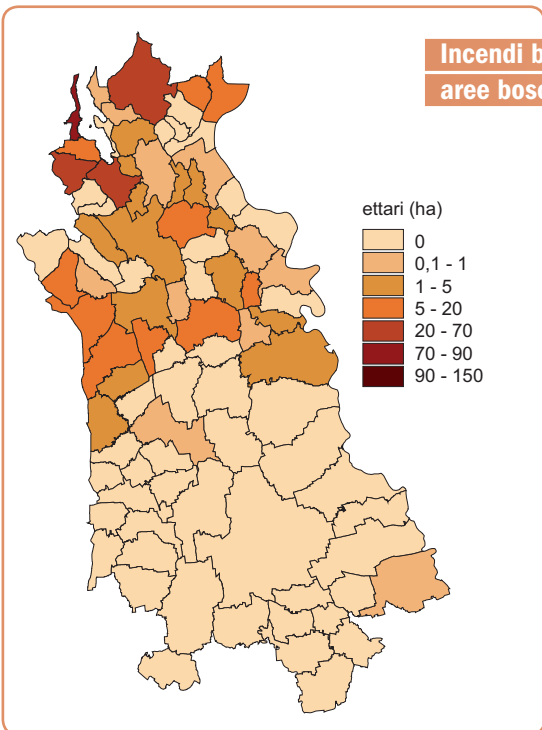 Incendi b
aree bosc
ettari (ha)
0
0,1 - 1
1 - 5
5 - 20
20 - 70
70 - 90
90 - 150